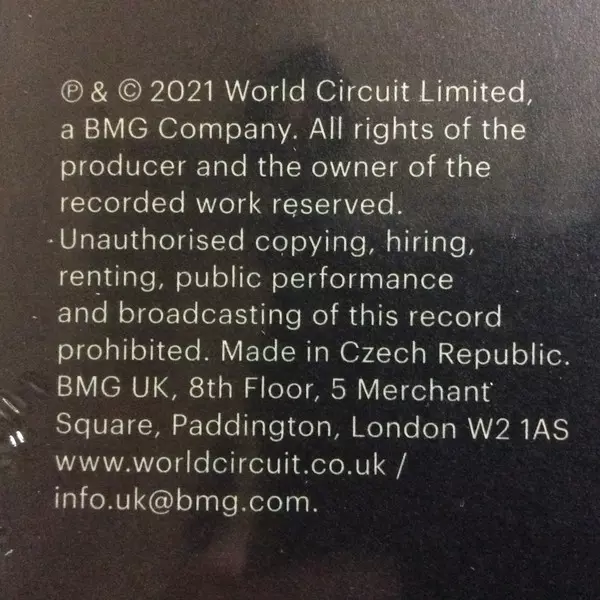 ℗ & © 2021 World Circuit Limited,
a BMG Company. All rights of the
producer and the owner of the
recorded work reserved.
Unauthorised copying, hiring,
renting, public performance
and broadcasting of this record
prohibited. Made in Czech Republic.
BMG UK, 8th Floor, 5 Merchant
Square, Paddington, London W2 1AS
www.worldcircuit.co.uk /
info.uk@bmg.com.